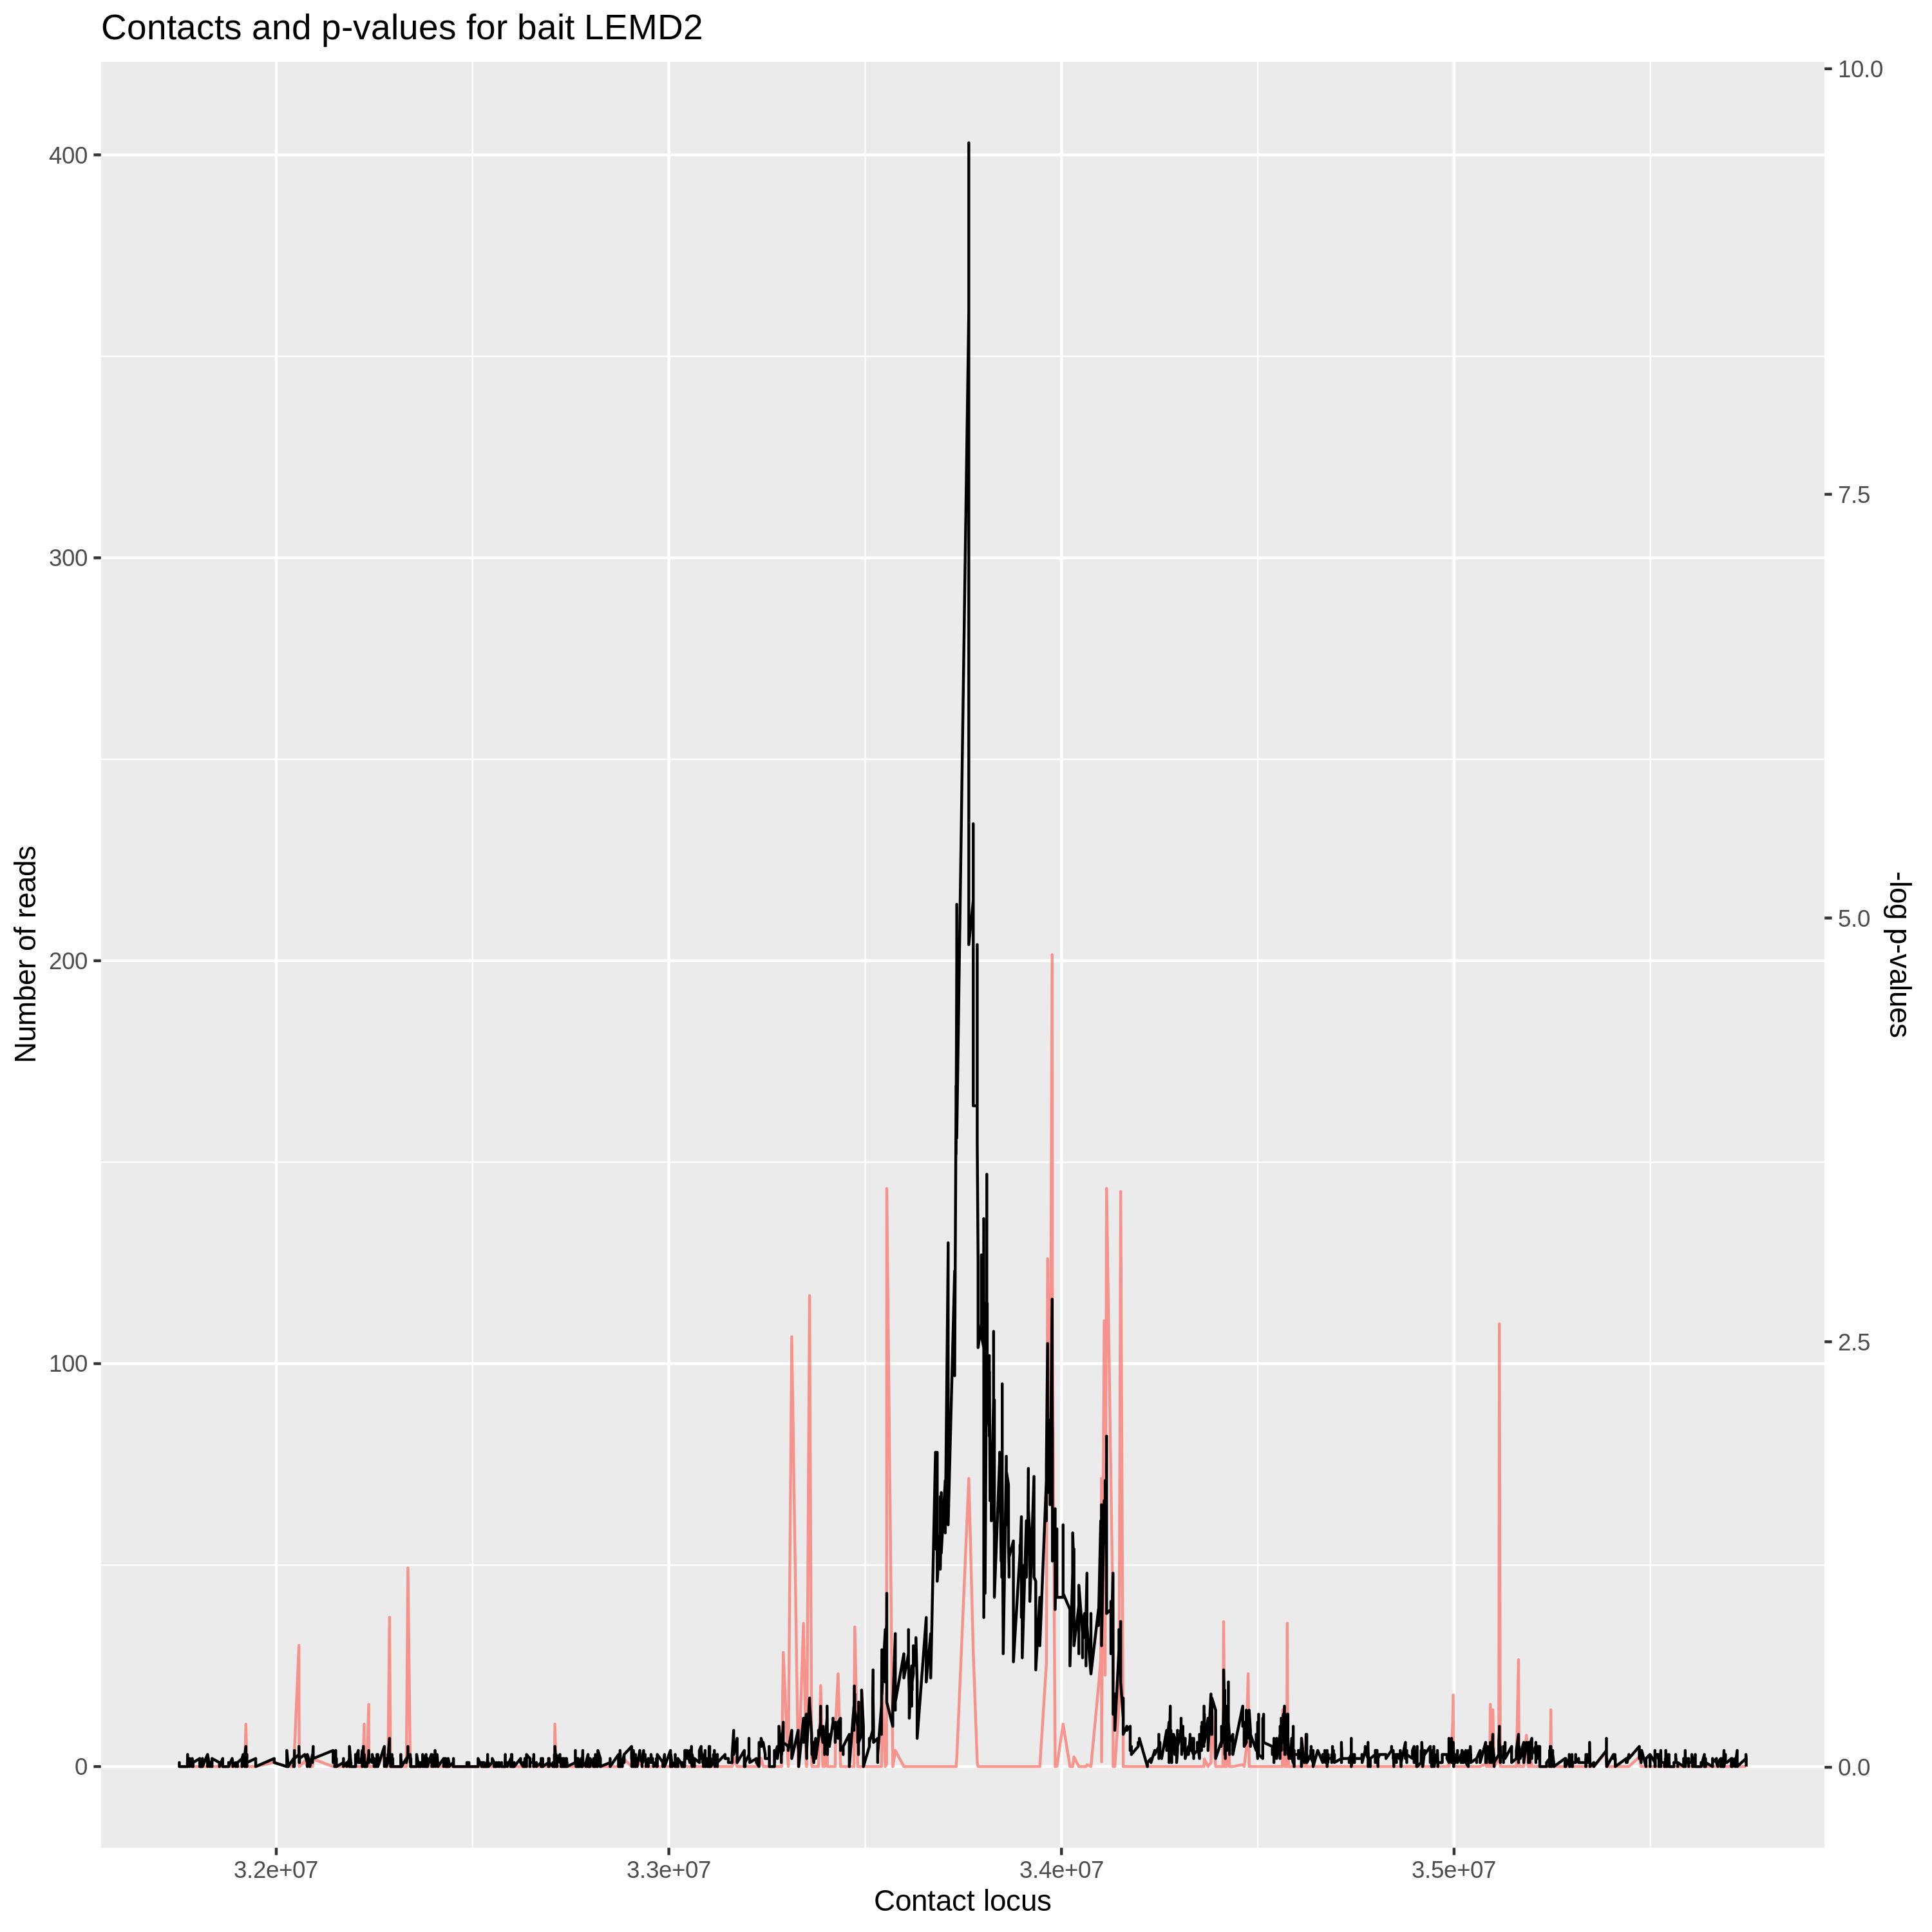 Contacts and p-values for bait LEMD2
10.0
400
7.5
300
5.0
200
2.5
100
0
0.0
Number of reads
-log p-values
3.2e+07 3.3e+07 3.4e+07 3.5e+07
Contact locus